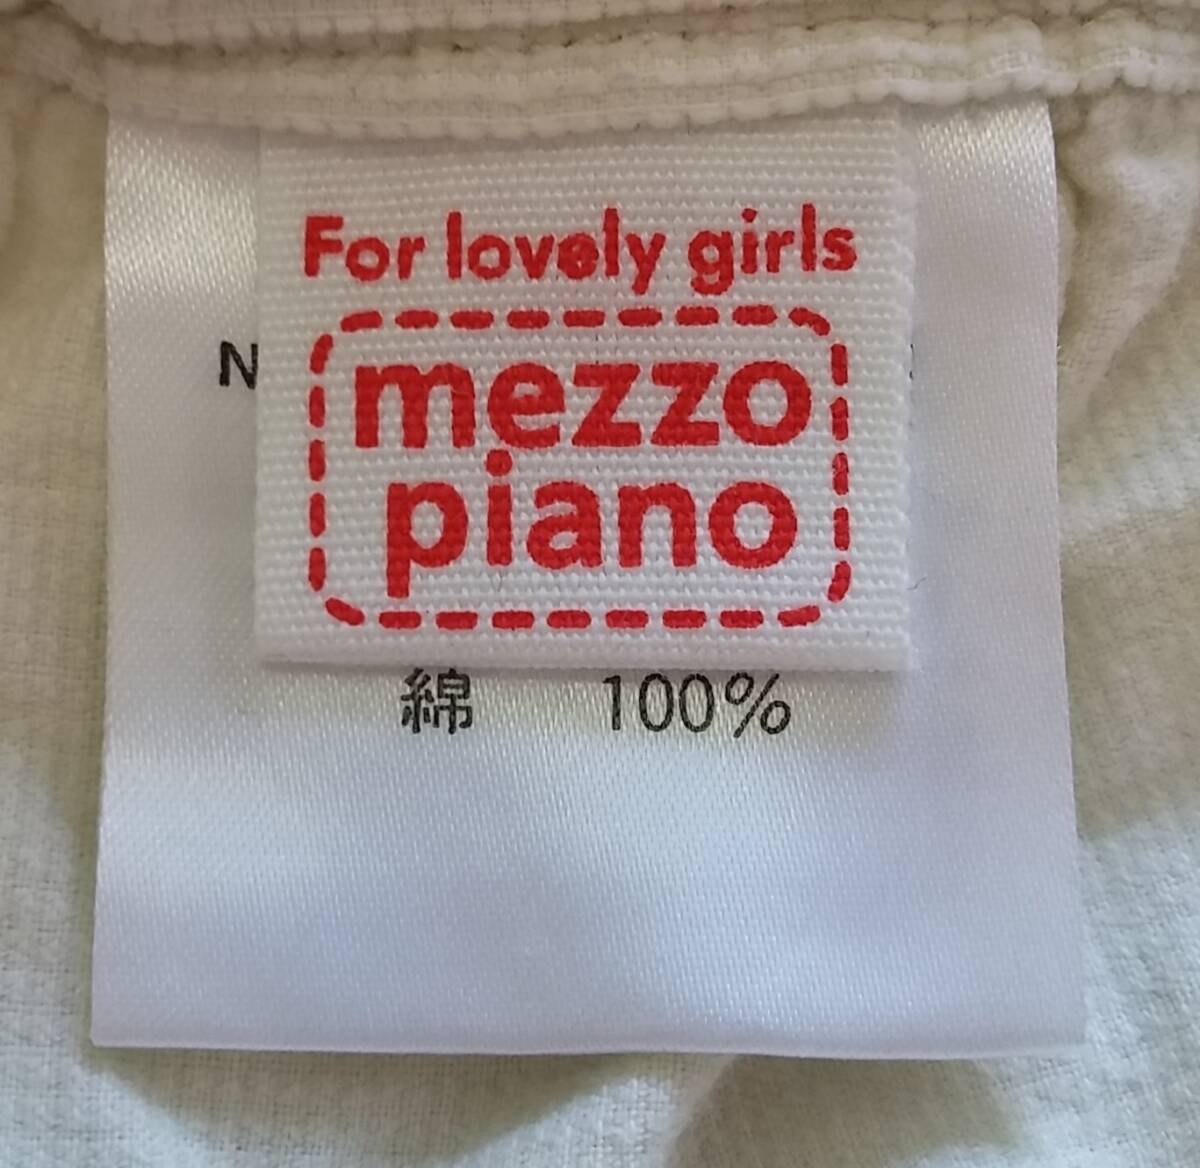 For lovely girls
mezzo
piano
綿 100%